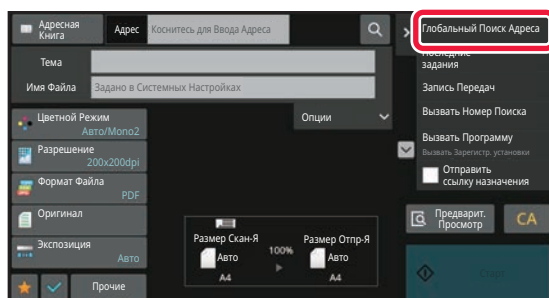 Адресная
Книга
Адрес
Коснитесь для Ввода Адреса
Глобальный Поиск Адреса
Последние
задания
Тема
Запись Передач
Имя Файла
Задано в Системных Настройках
Вызвать Номер Поиска
Цветной Режим
Авто/Mono2
Опции
Вызвать Программу
Вызвать Зарегистр. установки
Разрешение
200x200dpi
Отправить
ссылку назначения
Формат Файла
PDF
Оригинал
Предварит.
Просмотр
CA
Экспозиция
Авто
Размер Скан-Я
Авто
A4
100%
Размер Отпр-Я
Авто
A4
Прочие
Старт